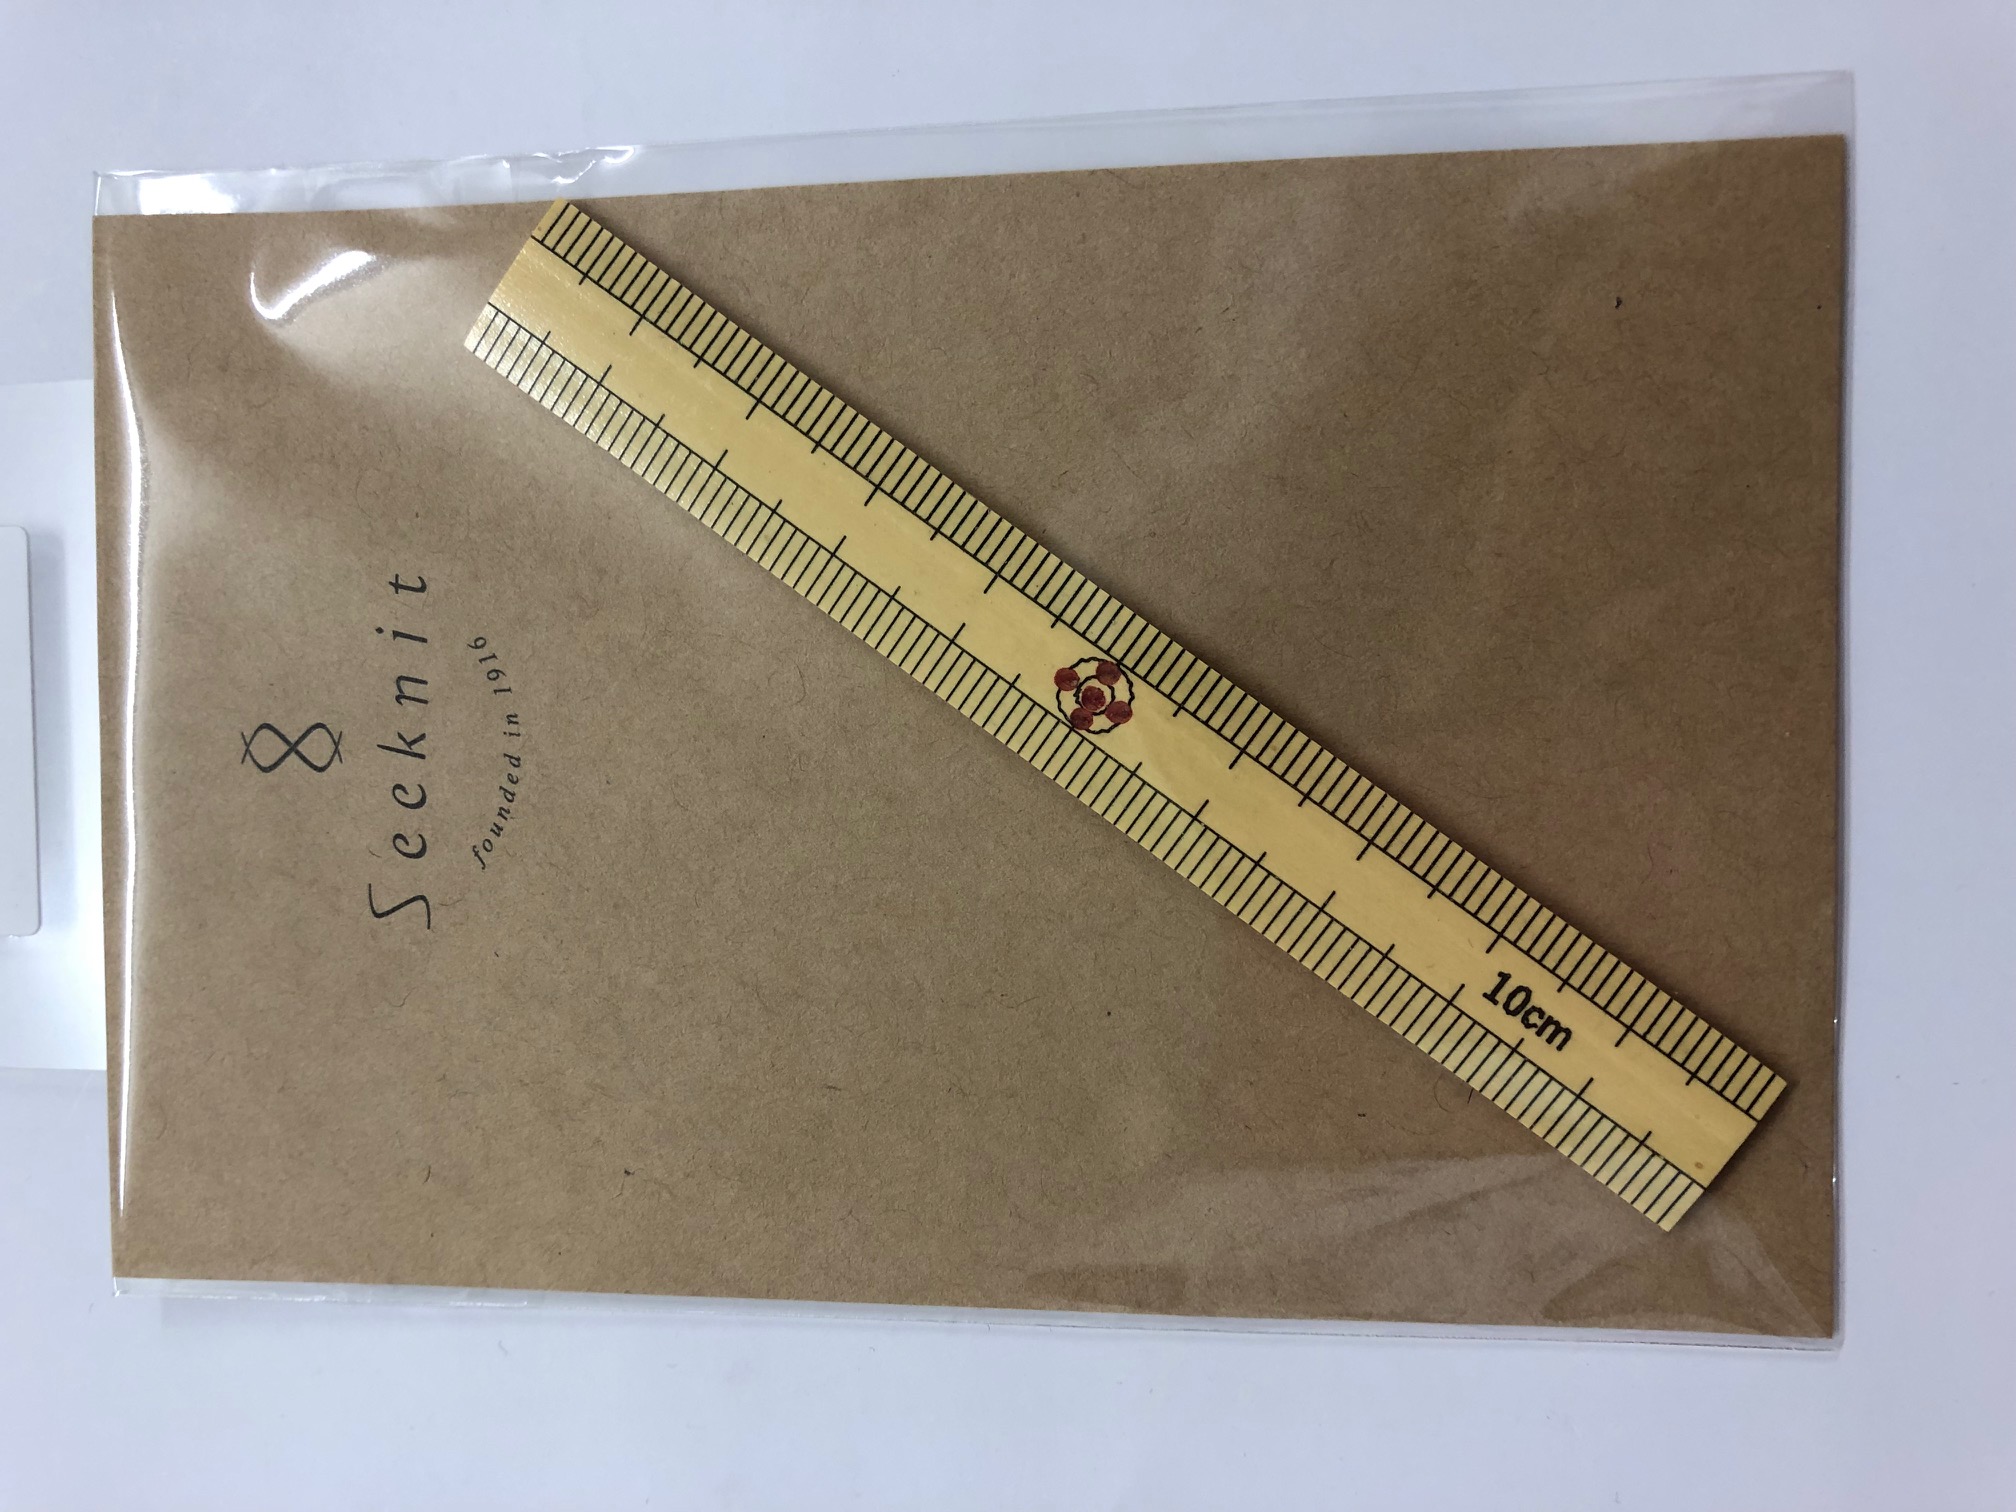 Seeknit
founded in 1916
10cm